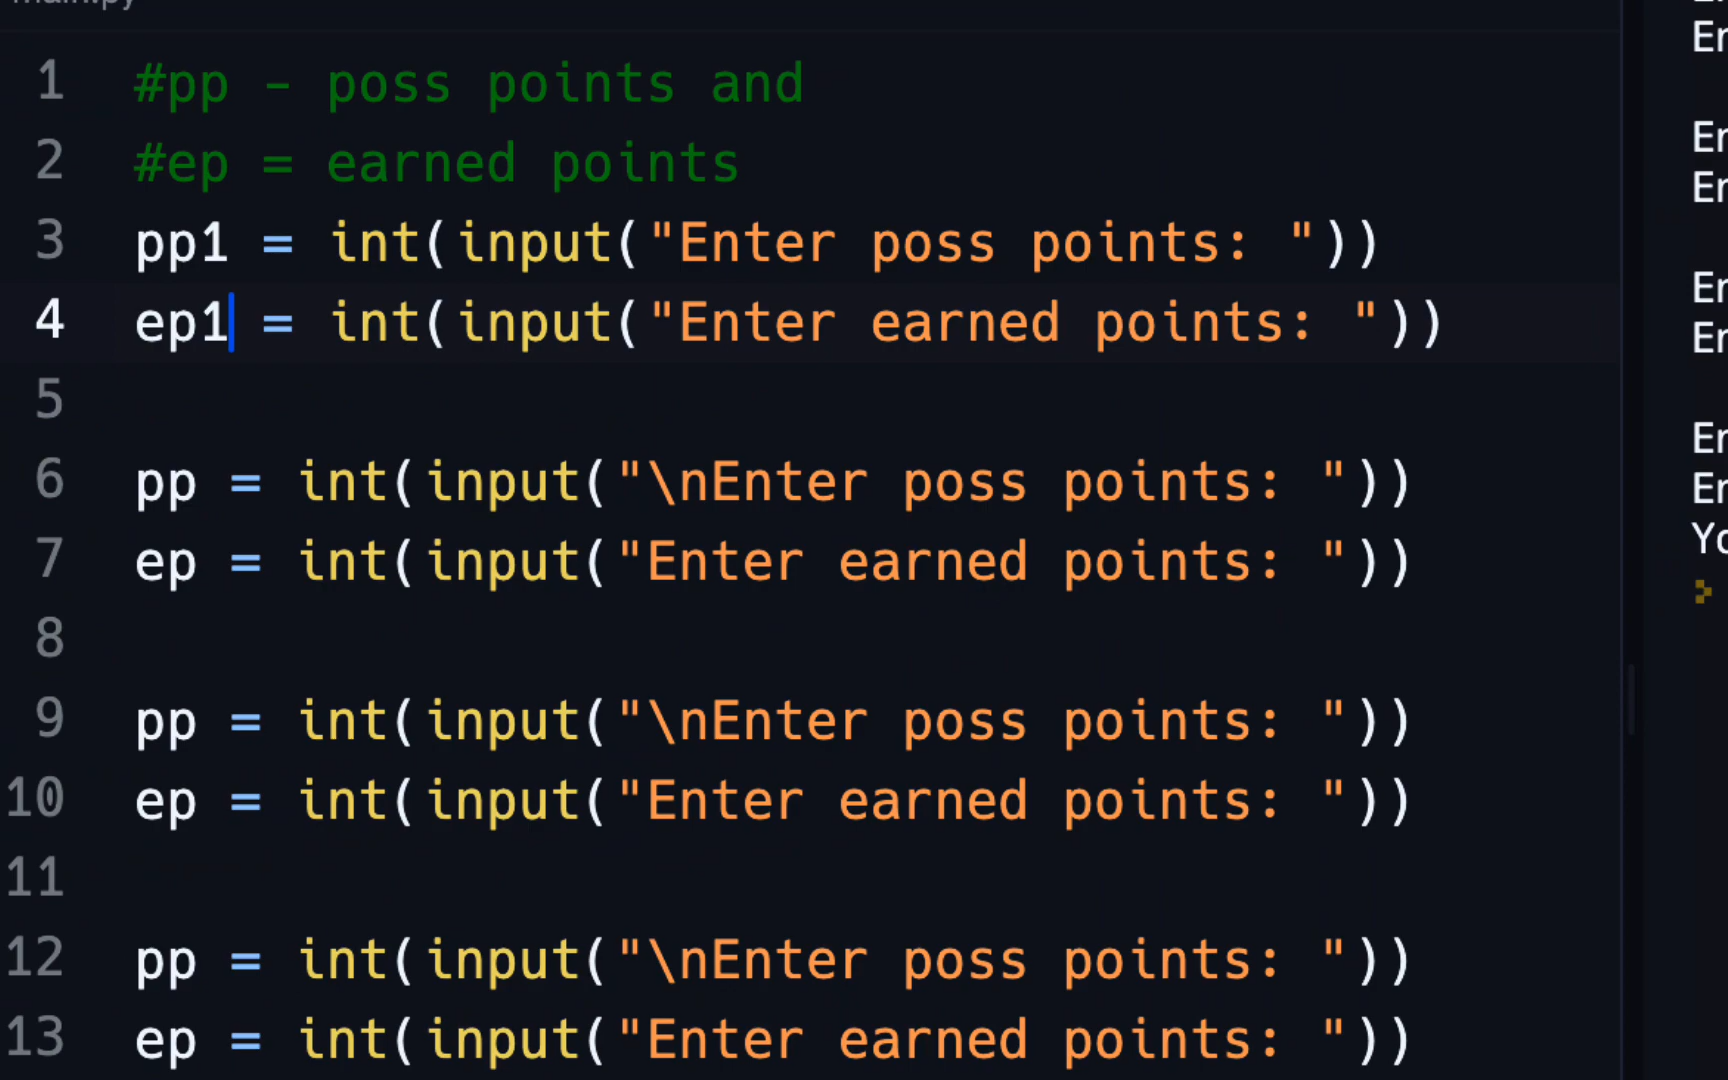 main.py
1 #pp - poss points and
2 #ep = earned points
3 pp1 = int(input("Enter poss points: "))
4 ep1 = int(input("Enter earned points: "))
5
6 pp = int(input("\nEnter poss points: "))
7 ep = int(input("Enter earned points: "))
8
9 pp = int(input("\nEnter poss points: "))
10 ep = int(input("Enter earned points: "))
11
12 pp = int(input("\nEnter poss points: "))
13 ep = int(input("Enter earned points: "))